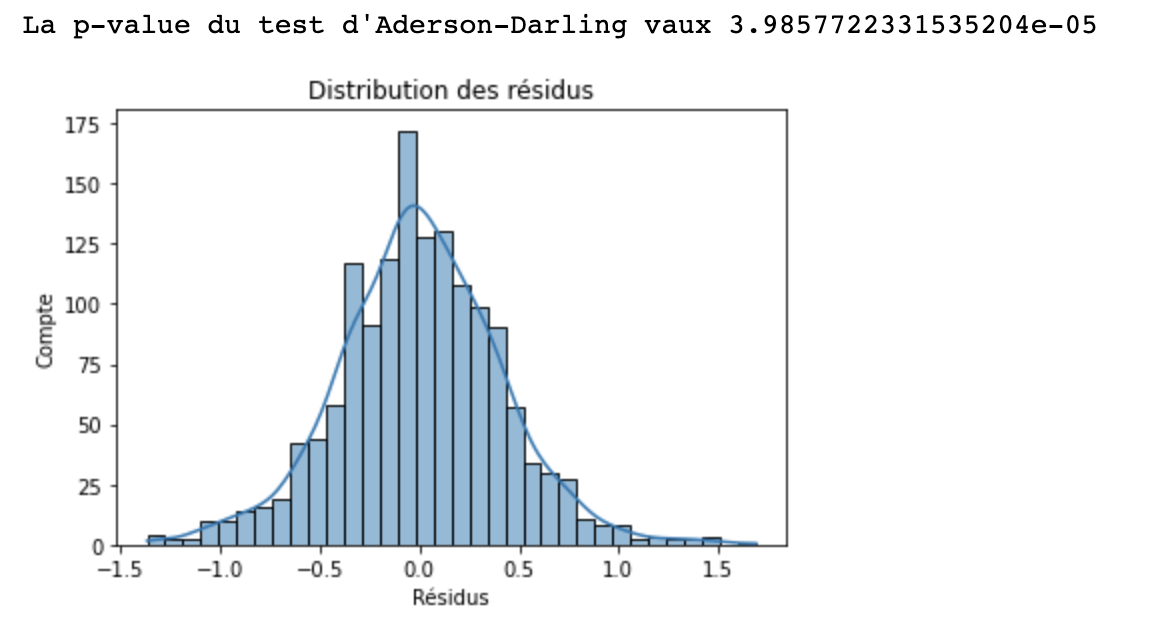 La p-value du test d'Aderson-Darling vaux 3.9857722331535204e-05
Distribution des résidus
175
150
125
100
75
50
25
0
Compte
−1.5 −1.0 −0.5 0.0 0.5 1.0 1.5
Résidus